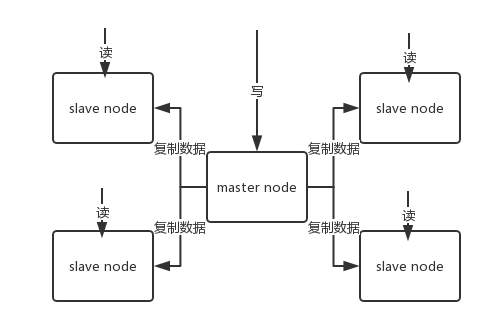 读
写
读
slave node
slave node
复制数据
复制数据
master node
读
读
复制数据
复制数据
slave node
slave node